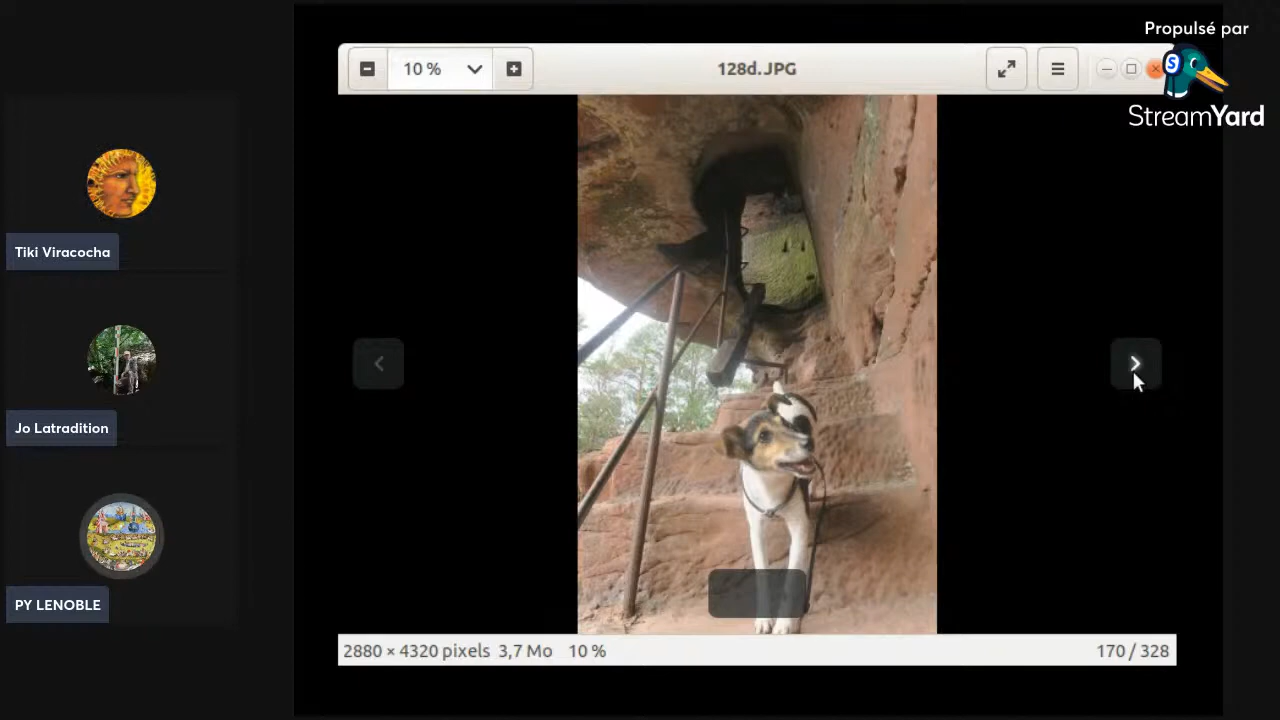 Propulsé par
StreamYard
10 %
128d.JPG
Tiki Viracocha
Jo Latradition
PY LENOBLE
2880 × 4320 pixels 3,7 Mo 10 %
170 / 328